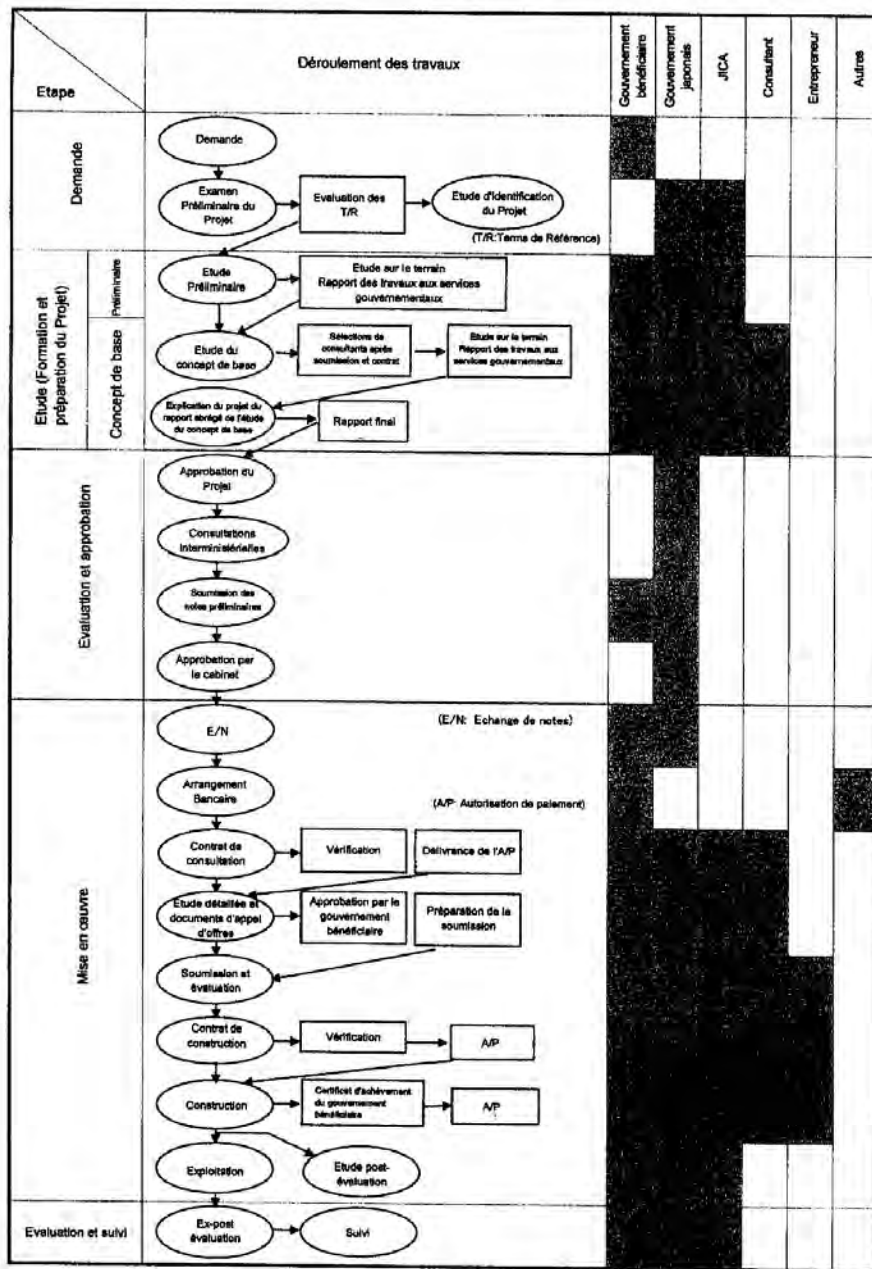 Etape
Déroulement des travaux
Gouvernement
bénéficiaire
Gouvernement
japonais
JICA
Consultant
Entrepreneur
Autres
Demande
Demande
Examen
Préliminaire du
Projet
Evaluation des
T/R
Etude d'identification
du Projet
(T/R:Terms de Référence)
Etude (Formation et
préparation du Projet)
Préliminaire
Etude
Préliminaire
Etude sur le terrain
Rapport des travaux aux services
gouvernementaux
Concept de base
Etude du
concept de base
Sélections de
consultants après
soumission et contrat
Etude sur le terrain
Rapport des travaux aux
services gouvernementaux
Explication du projet du
rapport abrégé de l'étude
du concept de base
Rapport final
Evaluation et approbation
Approbation du
Projet
Consultations
Interministérielles
Soumission des
notes préliminaires
Approbation par
le cabinet
Mise en œuvre
E/N
(E/N: Echange de notes)
Arrangement
Bancaire
(A/P: Autorisation de paiement)
Contrat de
consultation
Vérification
Délivrance de l'A/P
Etude détaillée et
documents d'appel
d'offres
Approbation par le
gouvernement
bénéficiaire
Préparation de la
soumission
Soumission et
évaluation
Contrat de
construction
Vérification
A/P
Construction
Certificat d'achèvement
du gouvernement
bénéficiaire
A/P
Exploitation
Etude post-
évaluation
Evaluation et suivi
Ex-post
évaluation
Suivi